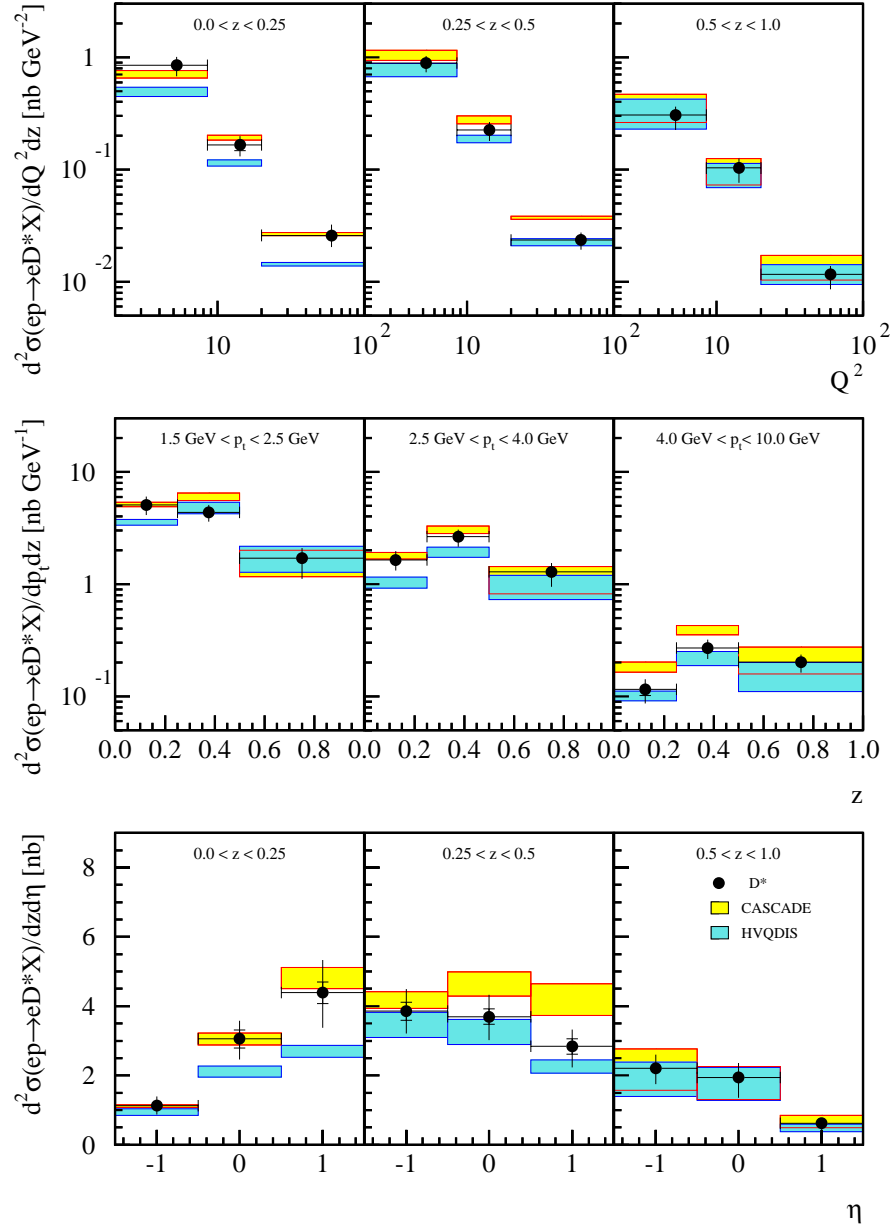 d²σ(ep→eD*X)/dQ²dz [nb GeV⁻²]
0.0 < z < 0.25
0.25 < z < 0.5
0.5 < z < 1.0
1
10⁻¹
10⁻²
10 10² 10 10² 10 10²
Q²
d²σ(ep→eD*X)/dpₜdz [nb GeV⁻¹]
1.5 GeV < pₜ < 2.5 GeV
2.5 GeV < pₜ < 4.0 GeV
4.0 GeV < pₜ < 10.0 GeV
10
1
10⁻¹
0.0 0.2 0.4 0.6 0.8 0.0 0.2 0.4 0.6 0.8 0.0 0.2 0.4 0.6 0.8 1.0
z
d²σ(ep→eD*X)/dzdη [nb]
0.0 < z < 0.25
0.25 < z < 0.5
0.5 < z < 1.0
D*
CASCADE
HVQDIS
8
6
4
2
0
-1 0 1 -1 0 1 -1 0 1
η